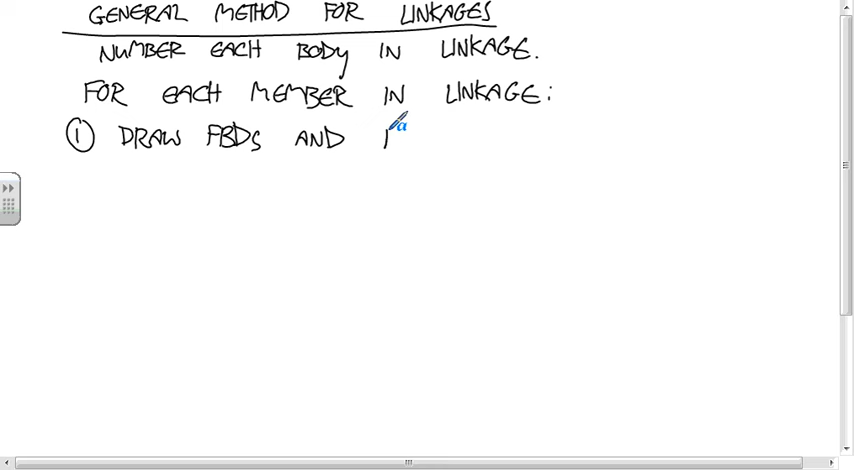 GENERAL METHOD FOR LINKAGES
NUMBER EACH BODY IN LINKAGE.
FOR EACH MEMBER IN LINKAGE:
① DRAW FBDs AND